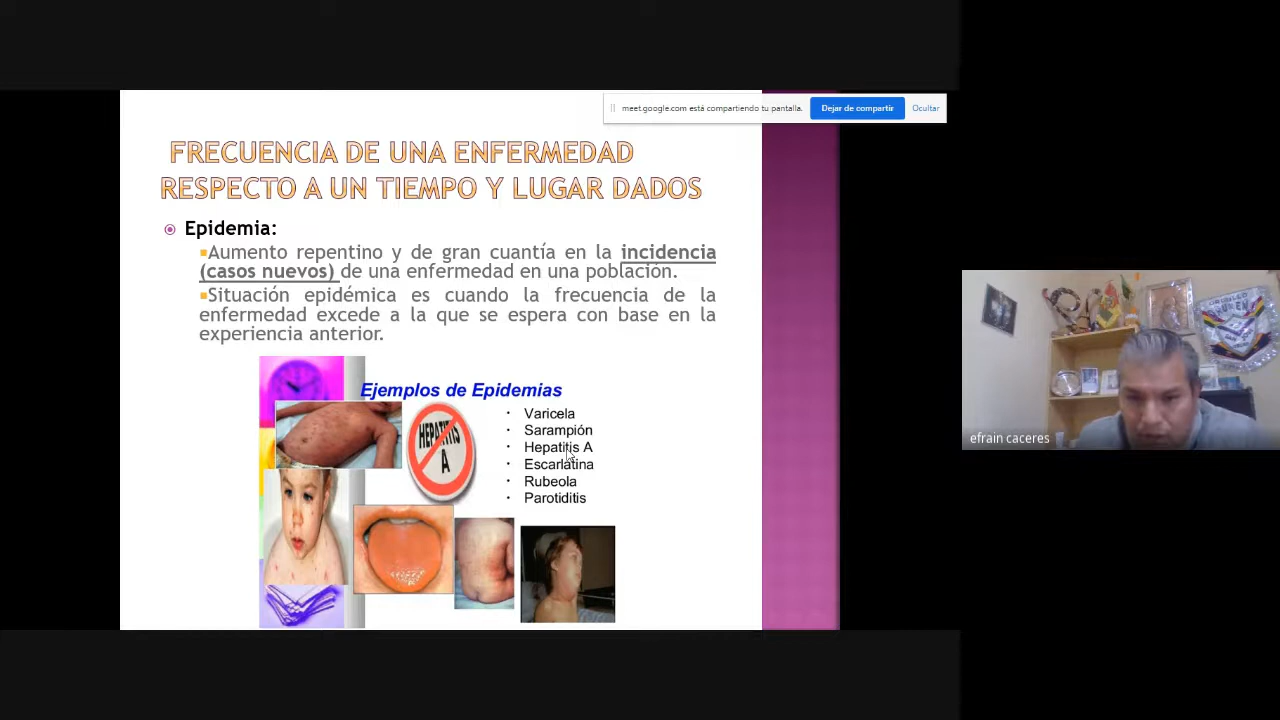 meet.google.com está compartiendo tu pantalla.
Dejar de compartir
Ocultar
FRECUENCIA DE UNA ENFERMEDAD
RESPECTO A UN TIEMPO Y LUGAR DADOS
Epidemia:
Aumento repentino y de gran cuantía en la incidencia
(casos nuevos) de una enfermedad en una población.
Situación epidémica es cuando la frecuencia de la
enfermedad excede a la que se espera con base en la
experiencia anterior.
Ejemplos de Epidemias
HEPATITIS
A
· Varicela
· Sarampión
· Hepatitis A
· Escarlatina
· Rubeola
· Parotiditis
efrain caceres